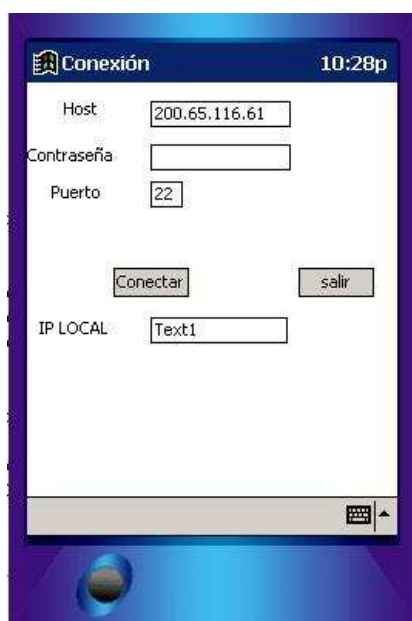 Conexión 10:28p
Host 200.65.116.61
Contraseña
Puerto 22
Conectar salir
IP LOCAL Text1